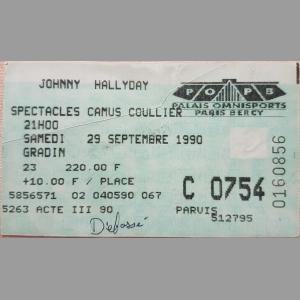 JOHNNY HALLYDAY
POPB
PALAIS OMNISPORTS
PARIS BERCY
SPECTACLES CAMUS COULLIER
21H00
SAMEDI 29 SEPTEMBRE 1990
GRADIN
23 220.00 F
+10.00 F / PLACE
C 0754
5856571 02 040590 067
PARVIS
5263 ACTE III 90
512795
0160856